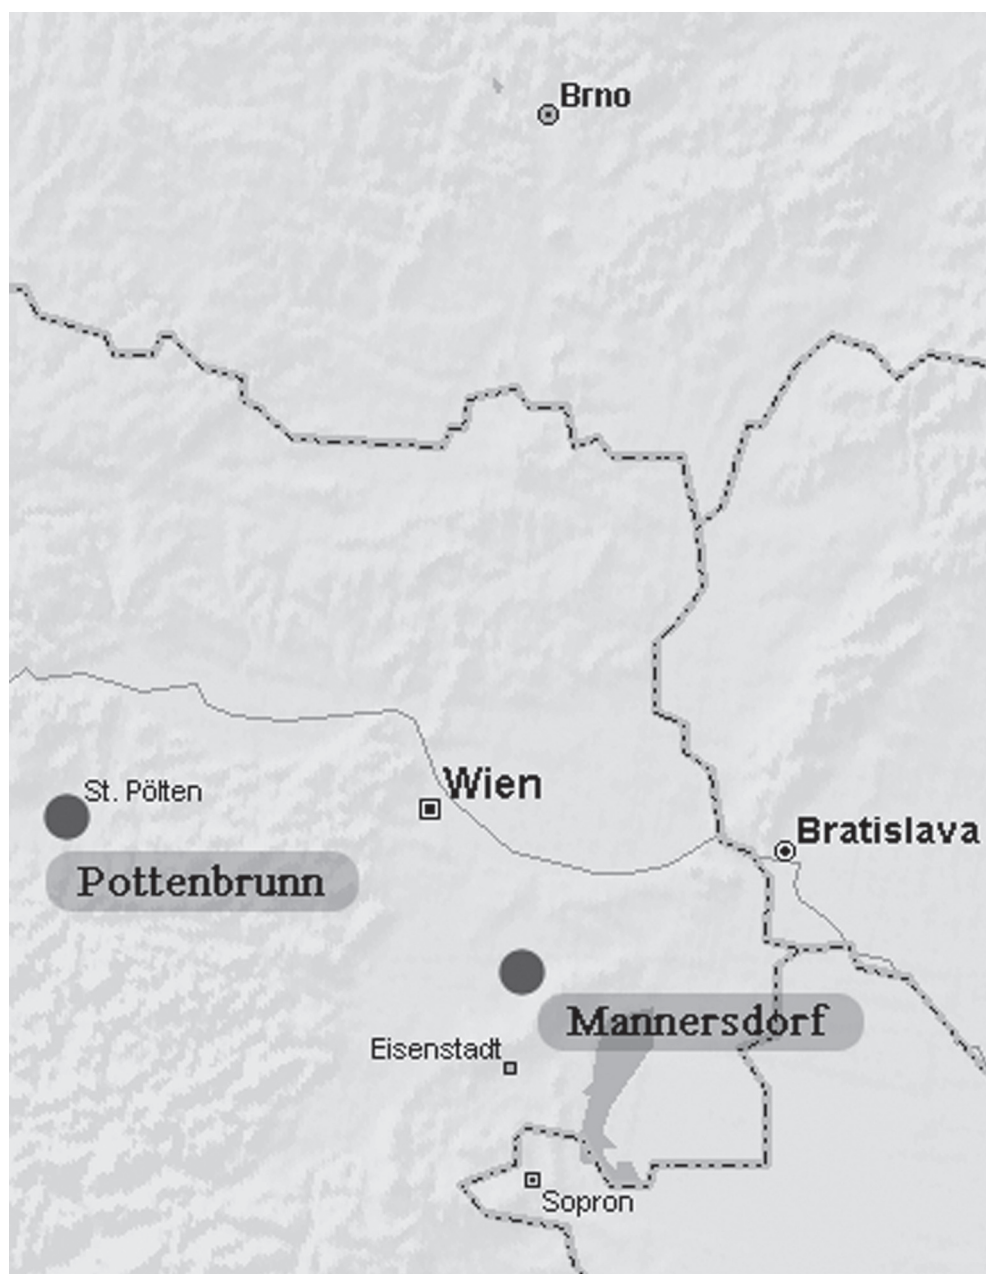 Brno
Wien
St. Pölten
Bratislava
Pottenbrunn
Mannersdorf
Eisenstadt
Sopron